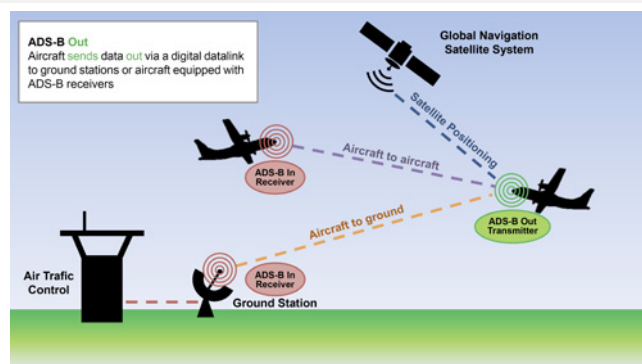 ADS-B Out
Aircraft sends data out via a digital datalink
to ground stations or aircraft equipped with
ADS-B receivers
Global Navigation
Satellite System
Satellite Positioning
Aircraft to aircraft
ADS-B In
Receiver
ADS-B Out
Transmitter
Aircraft to ground
Air Trafic
Control
ADS-B In
Receiver
Ground Station